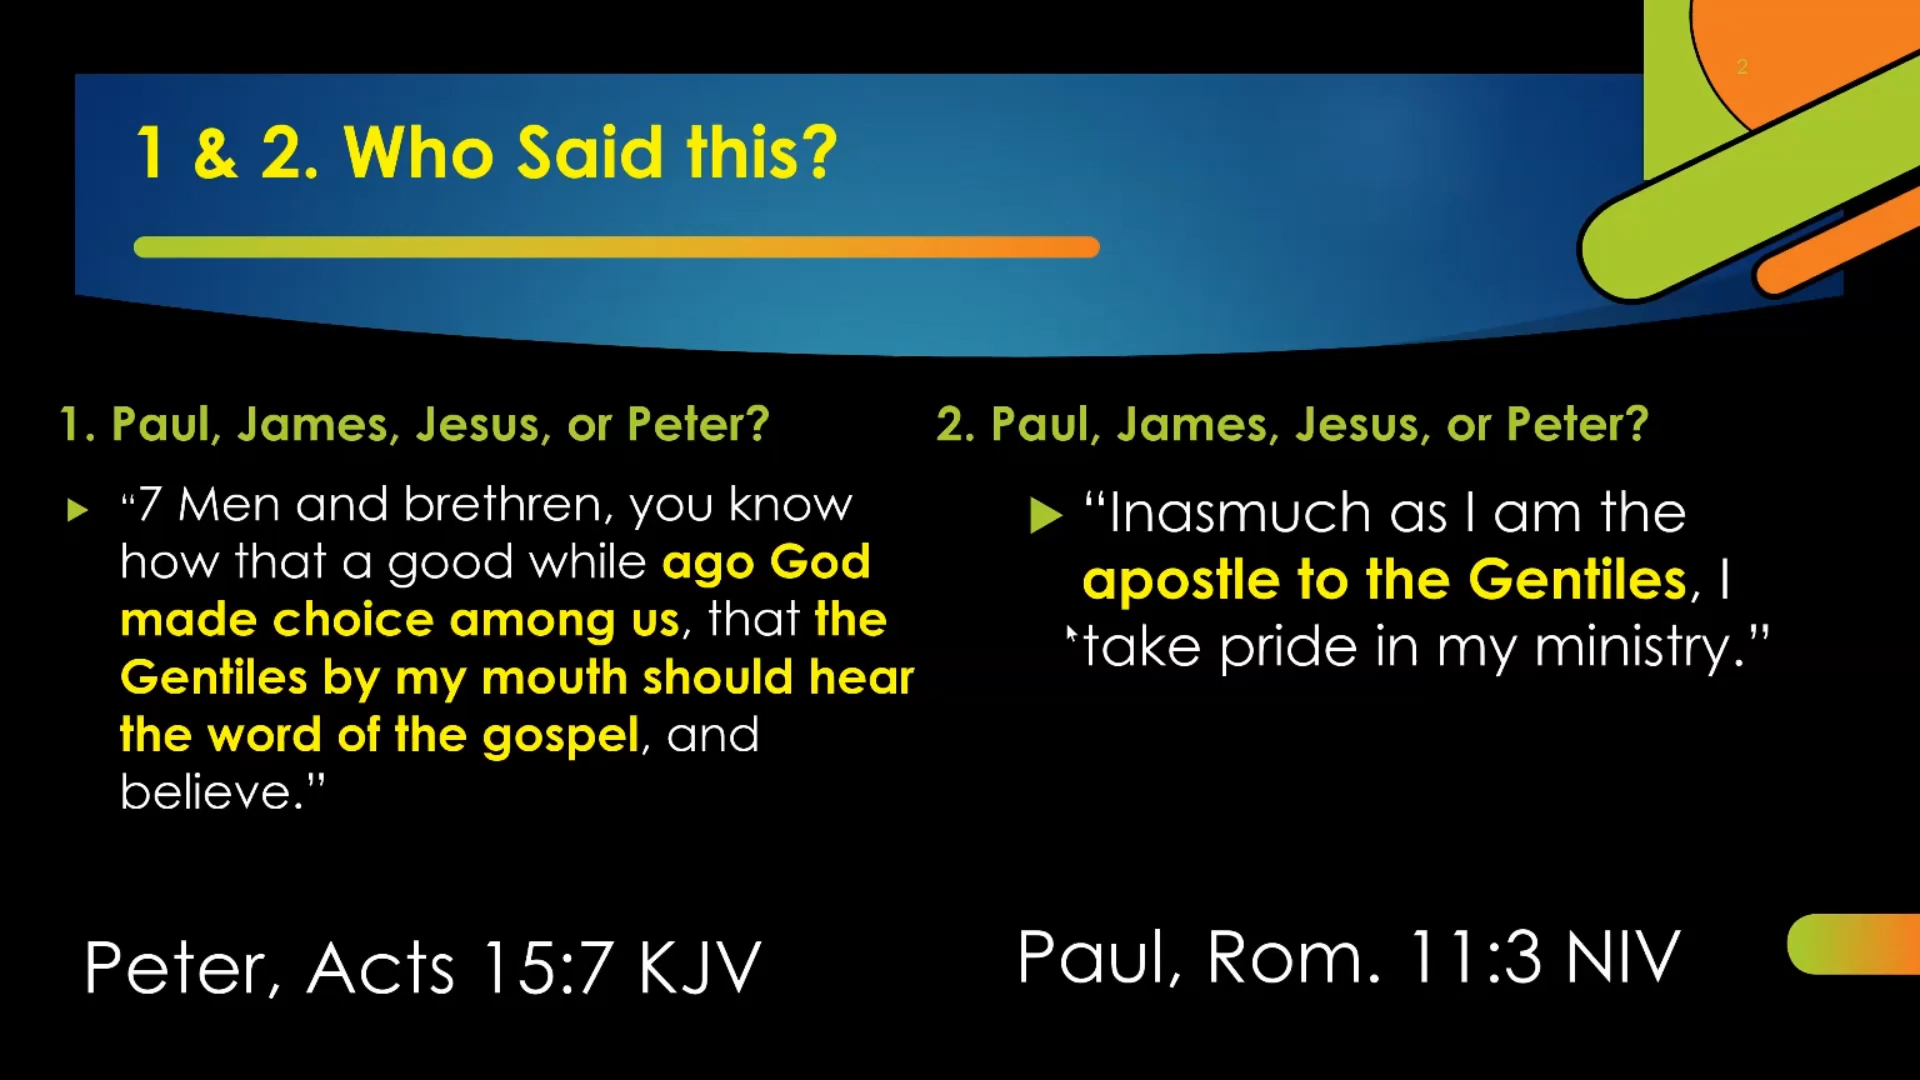 2
1 & 2. Who Said this?
1. Paul, James, Jesus, or Peter?
“7 Men and brethren, you know
how that a good while ago God
made choice among us, that the
Gentiles by my mouth should hear
the word of the gospel, and
believe.”
Peter, Acts 15:7 KJV
2. Paul, James, Jesus, or Peter?
“Inasmuch as I am the
apostle to the Gentiles, I
take pride in my ministry.”
Paul, Rom. 11:3 NIV